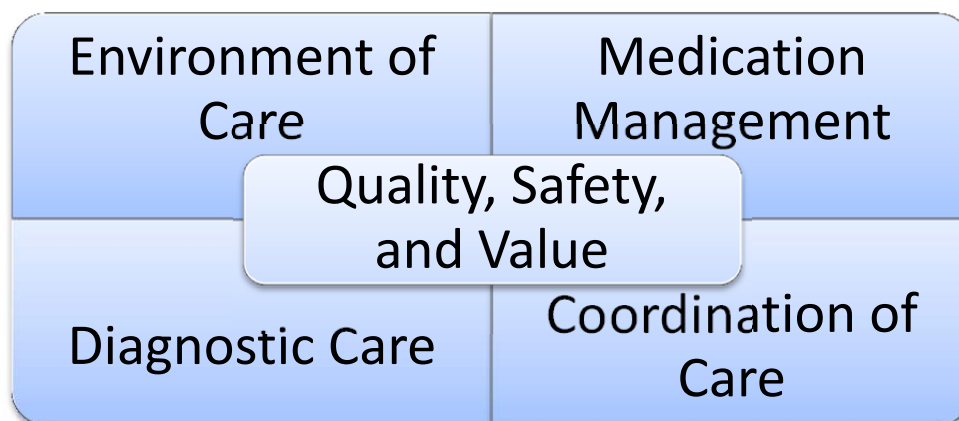 Environment of
Care
Medication
Management
Quality, Safety,
and Value
Diagnostic Care
Coordination of
Care